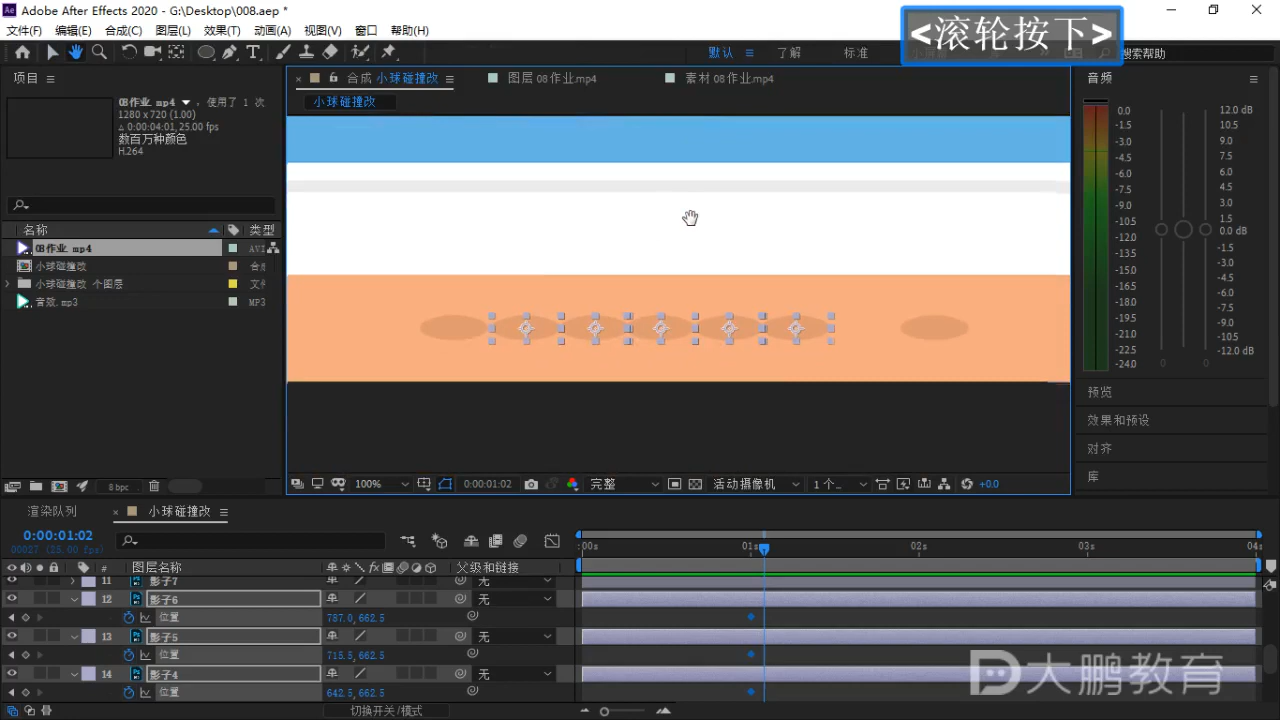 Adobe After Effects 2020 - G:\Desktop\008.aep *
<滚轮按下>
文件(F) 编辑(E) 合成(C) 图层(L) 效果(T) 动画(A) 视图(V) 窗口 帮助(H)
默认 了解 标准 搜索帮助
项目
合成 小球碰撞改 图层 08作业.mp4 素材 08作业.mp4
音频
小球碰撞改
08作业.mp4 , 使用了 1 次
1280 x 720 (1.00)
Δ 0:00:04:01, 25.00 fps
数百万种颜色
H.264
0.0
-1.5
-3.0
-4.5
-6.0
-7.5
-9.0
-10.5
-12.0
-13.5
-15.0
-16.5
-18.0
-19.5
-21.0
-22.5
-24.0
12.0 dB
10.5
9.0
7.5
6.0
4.5
3.0
1.5
0.0 dB
-1.5
-3.0
-4.5
-6.0
-7.5
-9.0
-10.5
-12.0 dB
0 0
名称 类型
08作业.mp4 AVI
小球碰撞改 合成
小球碰撞改 个图层 文
音效.mp3 MP3
预览
效果和预设
对齐
库
8 bpc
100% 0:00:01:02 完整 活动摄像机 1个... +0.0
渲染队列 小球碰撞改
0:00:01:02
00027 (25.00 fps)
:00s 01s 02s 03s 04s
# 图层名称 父级和链接
11 影子7 无
12 影子6 无
位置 787.0,662.5
13 影子5 无
位置 715.5,662.5
14 影子4 无
位置 642.5,662.5
切换开关/模式
大鹏教育